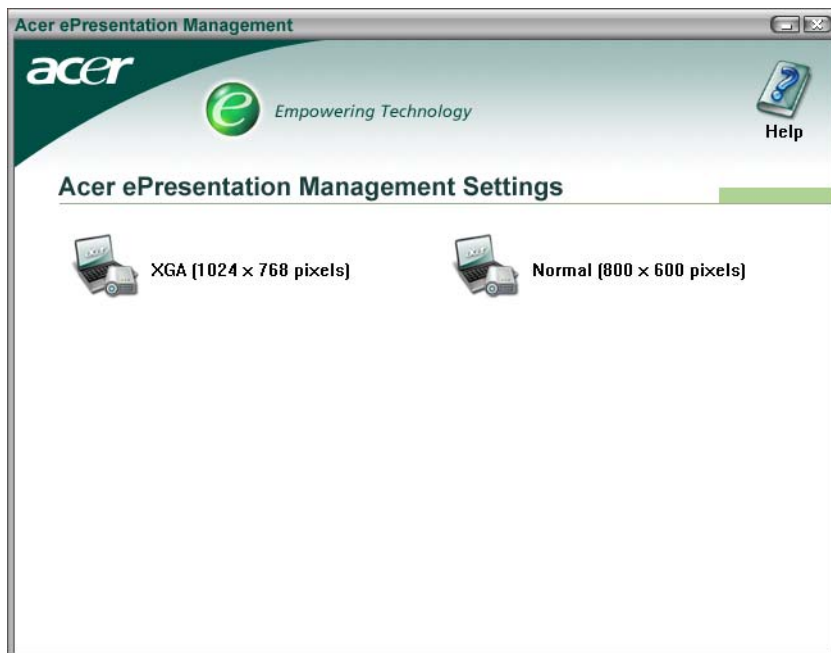 Acer ePresentation Management
acer
e Empowering Technology
Help
Acer ePresentation Management Settings
XGA (1024 x 768 pixels)
Normal (800 x 600 pixels)